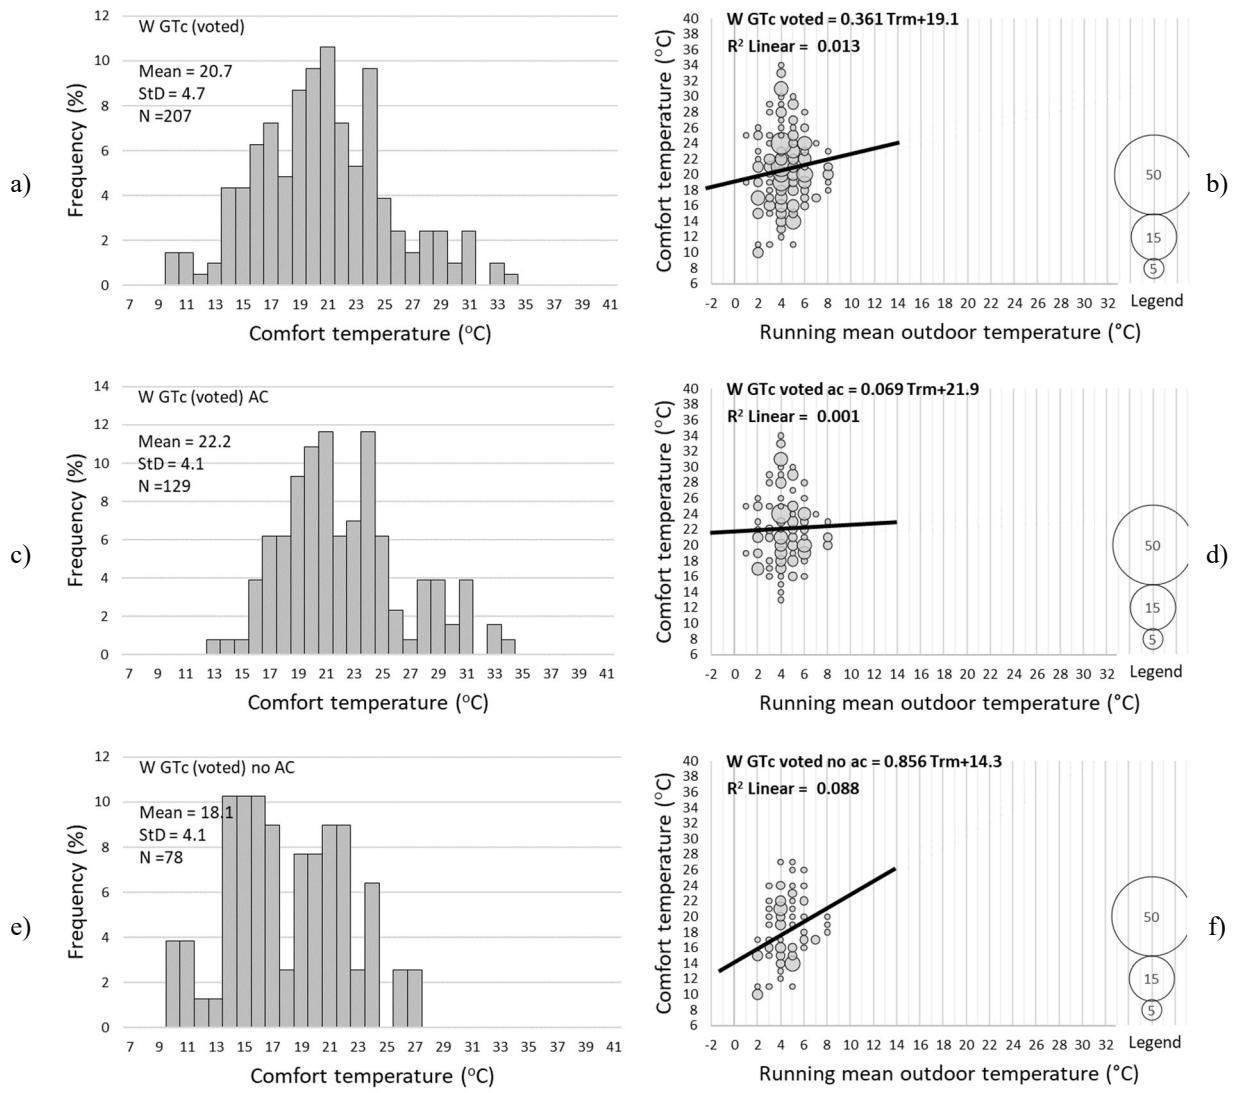 a)
W GTc (voted)
Mean = 20.7
StD = 4.7
N =207
Frequency (%)
12
10
8
6
4
2
0
7 9 11 13 15 17 19 21 23 25 27 29 31 33 35 37 39 41
Comfort temperature (°C)
b)
W GTc voted = 0.361 Trm+19.1
R² Linear = 0.013
Comfort temperature (°C)
40
38
36
34
32
30
28
26
24
22
20
18
16
14
12
10
8
6
-2 0 2 4 6 8 10 12 14 16 18 20 22 24 26 28 30 32
Running mean outdoor temperature (°C)
50
15
5
Legend
c)
W GTc (voted) AC
Mean = 22.2
StD = 4.1
N =129
Frequency (%)
14
12
10
8
6
4
2
0
7 9 11 13 15 17 19 21 23 25 27 29 31 33 35 37 39 41
Comfort temperature (°C)
d)
W GTc voted ac = 0.069 Trm+21.9
R² Linear = 0.001
Comfort temperature (°C)
40
38
36
34
32
30
28
26
24
22
20
18
16
14
12
10
8
6
-2 0 2 4 6 8 10 12 14 16 18 20 22 24 26 28 30 32
Running mean outdoor temperature (°C)
50
15
5
Legend
e)
W GTc (voted) no AC
Mean = 18.1
StD = 4.1
N =78
Frequency (%)
12
10
8
6
4
2
0
7 9 11 13 15 17 19 21 23 25 27 29 31 33 35 37 39 41
Comfort temperature (°C)
f)
W GTc voted no ac = 0.856 Trm+14.3
R² Linear = 0.088
Comfort temperature (°C)
40
38
36
34
32
30
28
26
24
22
20
18
16
14
12
10
8
6
-2 0 2 4 6 8 10 12 14 16 18 20 22 24 26 28 30 32
Running mean outdoor temperature (°C)
50
15
5
Legend